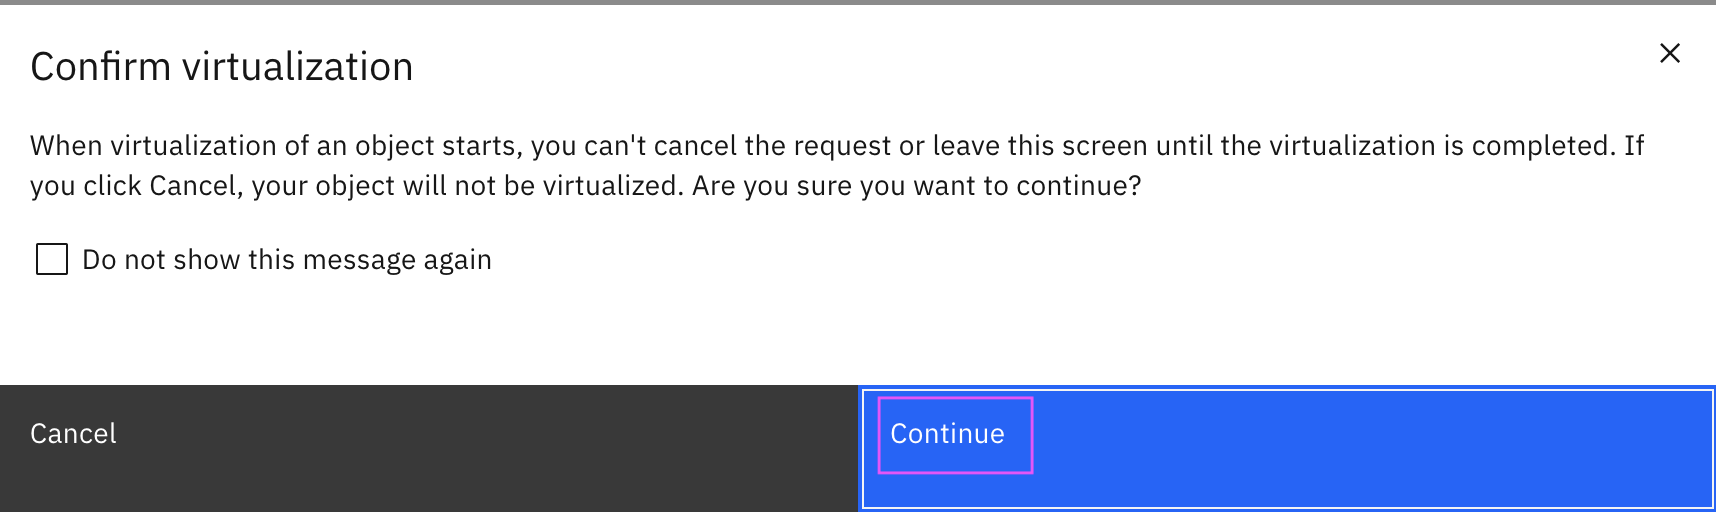 Confirm virtualization
When virtualization of an object starts, you can't cancel the request or leave this screen until the virtualization is completed. If
you click Cancel, your object will not be virtualized. Are you sure you want to continue?
Do not show this message again
Cancel
Continue